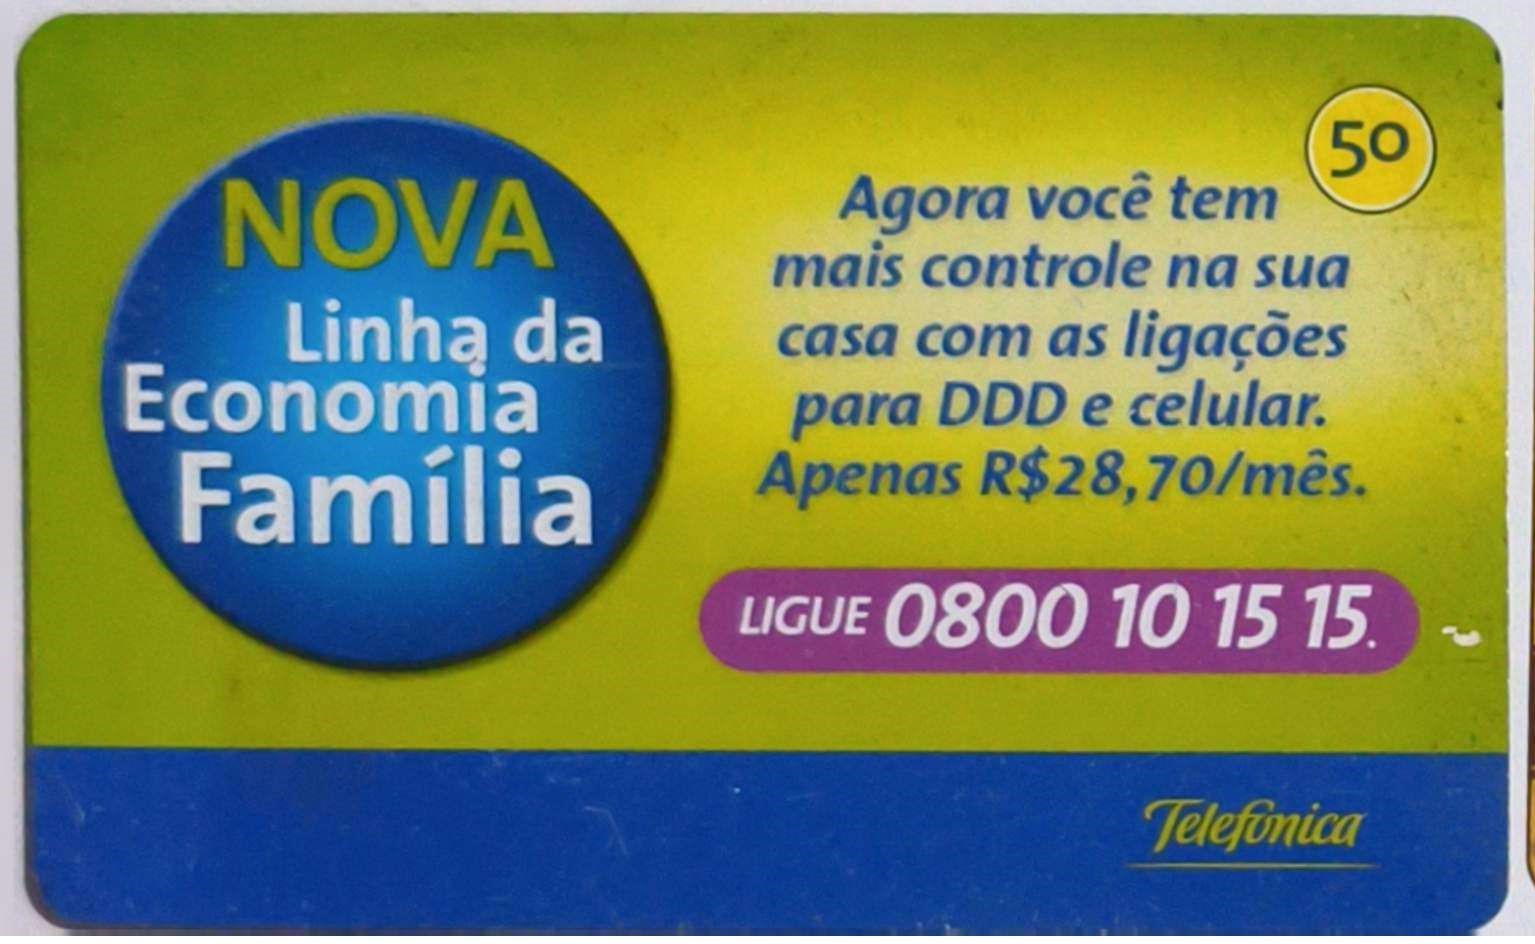 NOVA
Linha da
Economia
Família
50
Agora você tem
mais controle na sua
casa com as ligações
para DDD e celular.
Apenas R$28,70/mês.
LIGUE 0800 10 15 15.
Telefónica